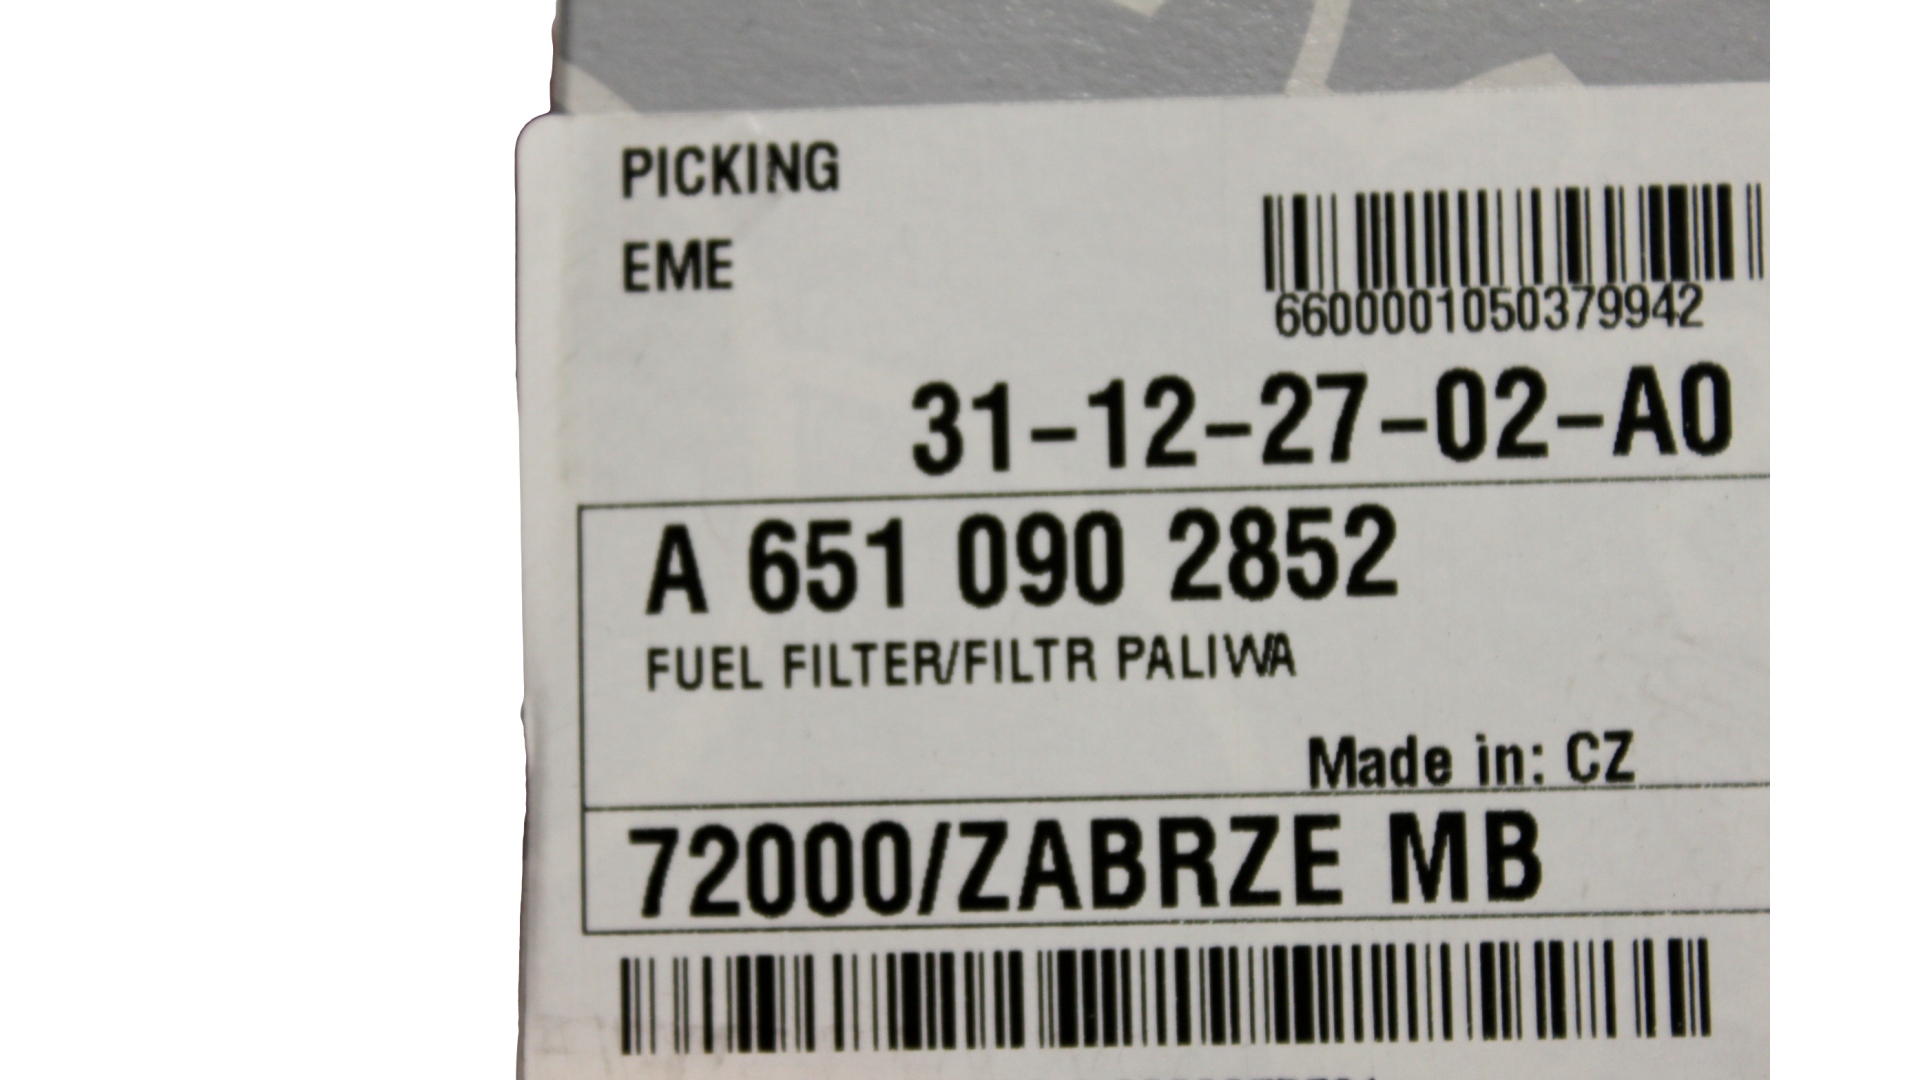 PICKING
EME
6600001050379942
31-12-27-02-A0
A 651 090 2852
FUEL FILTER/FILTR PALIWA
Made in: CZ
72000/ZABRZE MB